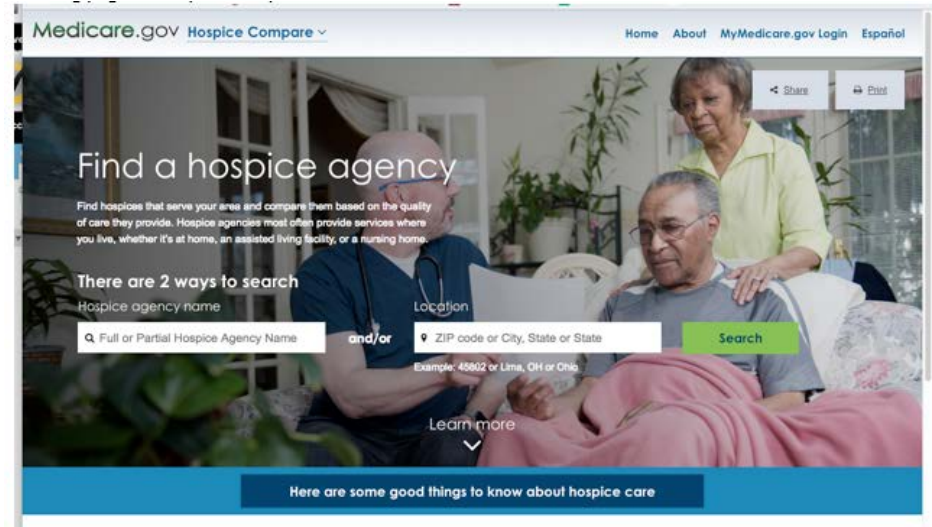 Medicare.gov Hospice Compare
Home About MyMedicare.gov Login Español
Share Print
Find a hospice agency
Find hospices that serve your area and compare them based on the quality
of care they provide. Hospice agencies most often provide services where
you live, whether it's at home, an assisted living facility, or a nursing home.
There are 2 ways to search
Hospice agency name Location
Full or Partial Hospice Agency Name and/or ZIP code or City, State or State Search
Example: 45802 or Lima, OH or Ohio
Learn more
Here are some good things to know about hospice care